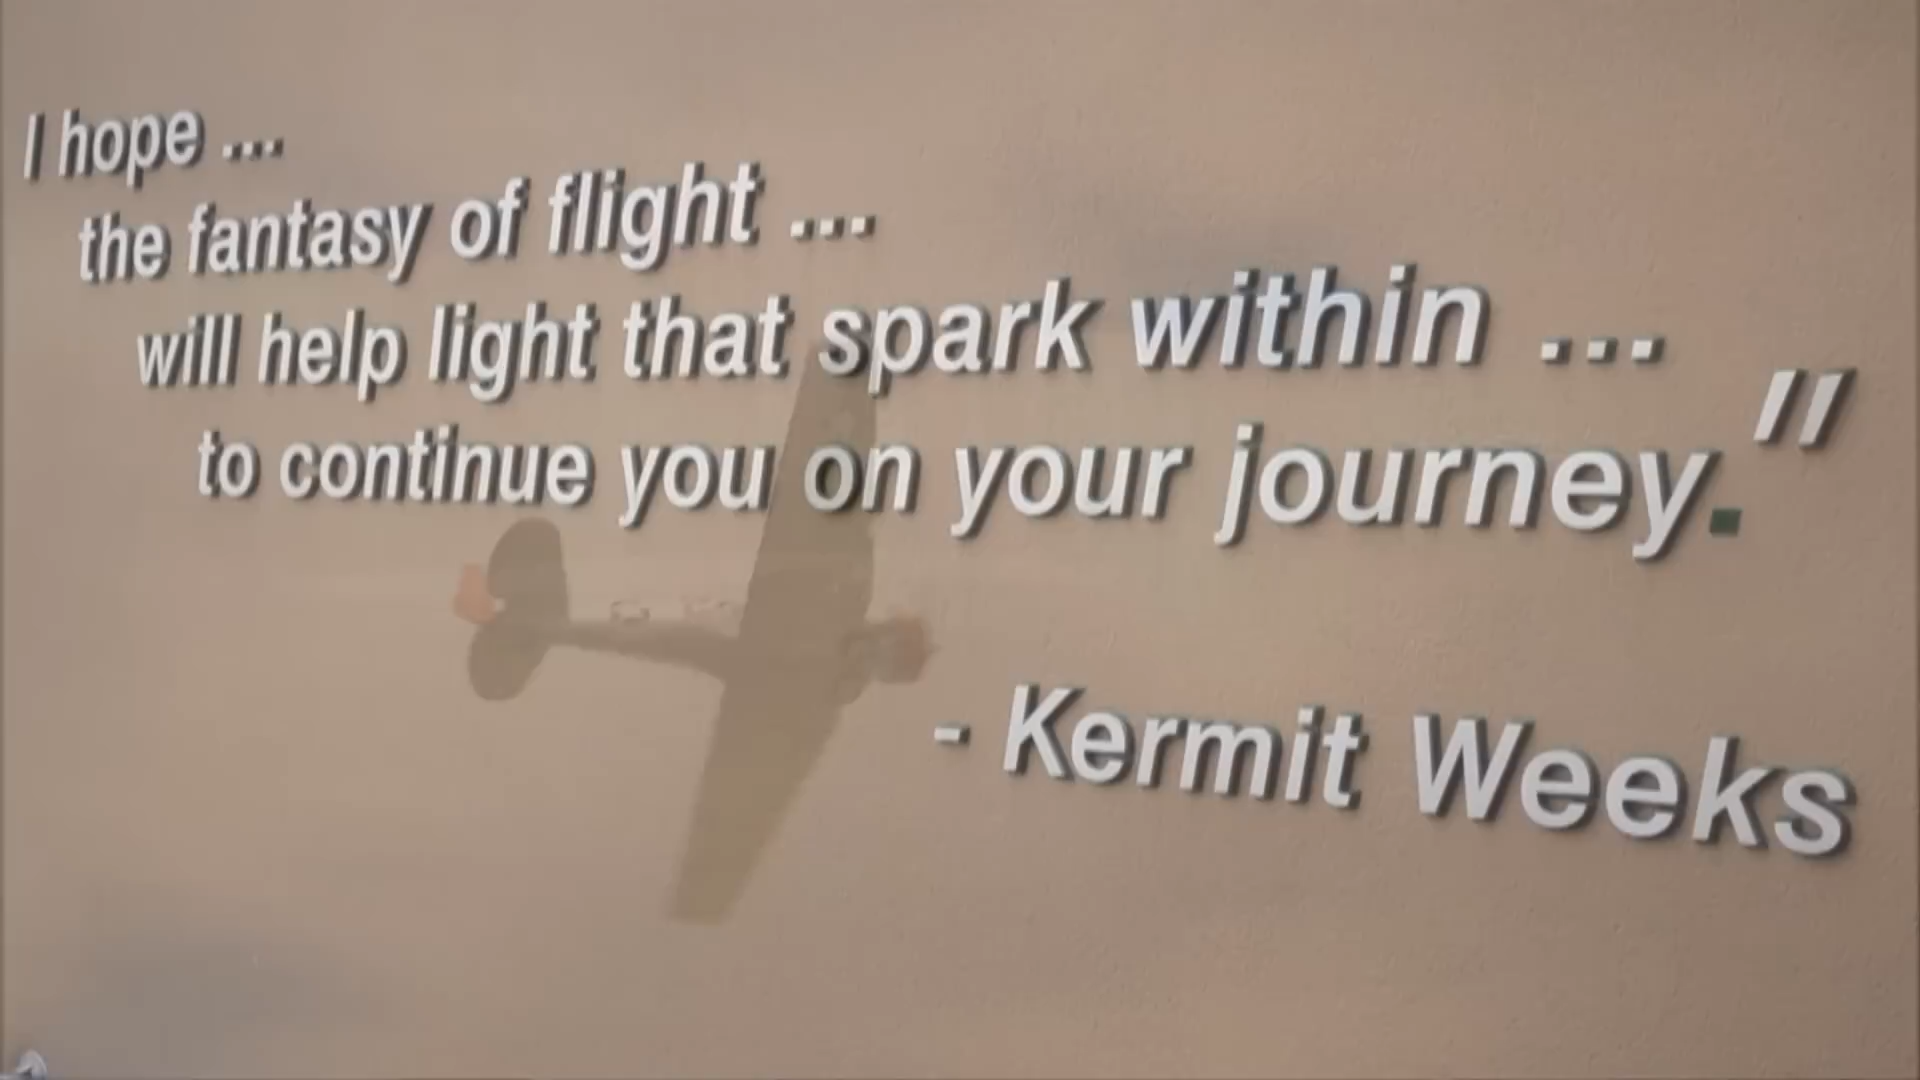 I hope ...
the fantasy of flight ...
will help light that spark within ...
to continue you on your journey."
- Kermit Weeks